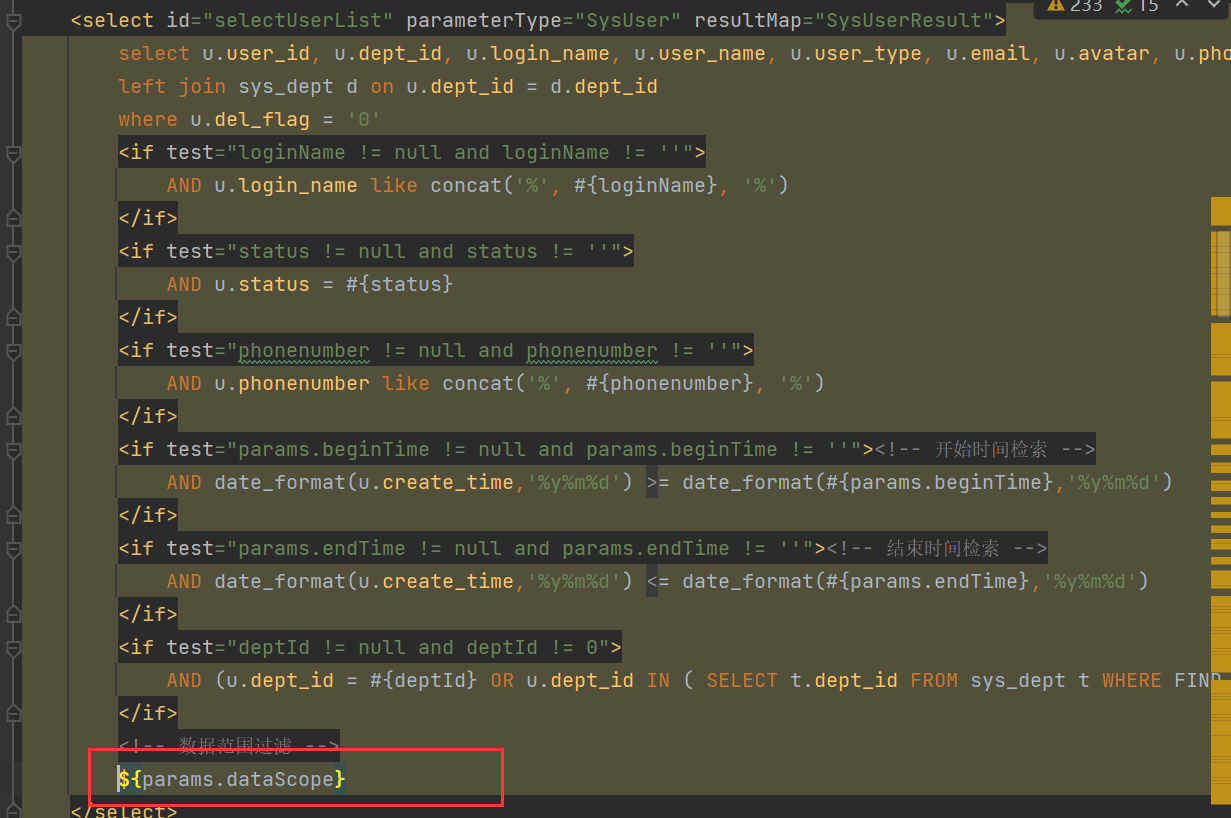 233 15
<select id="selectUserList" parameterType="SysUser" resultMap="SysUserResult">
select u.user_id, u.dept_id, u.login_name, u.user_name, u.user_type, u.email, u.avatar, u.pho
left join sys_dept d on u.dept_id = d.dept_id
where u.del_flag = '0'
<if test="loginName != null and loginName != ''">
AND u.login_name like concat('%', #{loginName}, '%')
</if>
<if test="status != null and status != ''">
AND u.status = #{status}
</if>
<if test="phonenumber != null and phonenumber != ''">
AND u.phonenumber like concat('%', #{phonenumber}, '%')
</if>
<if test="params.beginTime != null and params.beginTime != ''"><!-- 开始时间检索 -->
AND date_format(u.create_time,'%y%m%d') >= date_format(#{params.beginTime},'%y%m%d')
</if>
<if test="params.endTime != null and params.endTime != ''"><!-- 结束时间检索 -->
AND date_format(u.create_time,'%y%m%d') <= date_format(#{params.endTime},'%y%m%d')
</if>
<if test="deptId != null and deptId != 0">
AND (u.dept_id = #{deptId} OR u.dept_id IN ( SELECT t.dept_id FROM sys_dept t WHERE FIND
</if>
<!-- 数据范围过滤 -->
${params.dataScope}
</select>